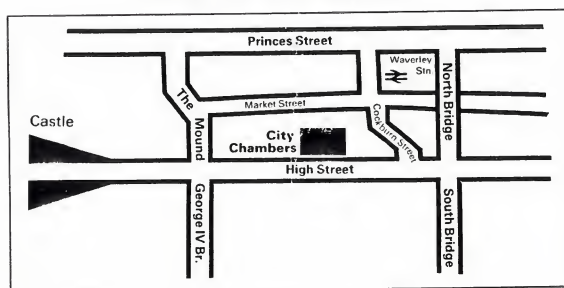 Princes Street
Waverley
Stn.
North Bridge
The
Mound
Market Street
Cockburn Street
Castle
City
Chambers
High Street
George IV Br.
South Bridge